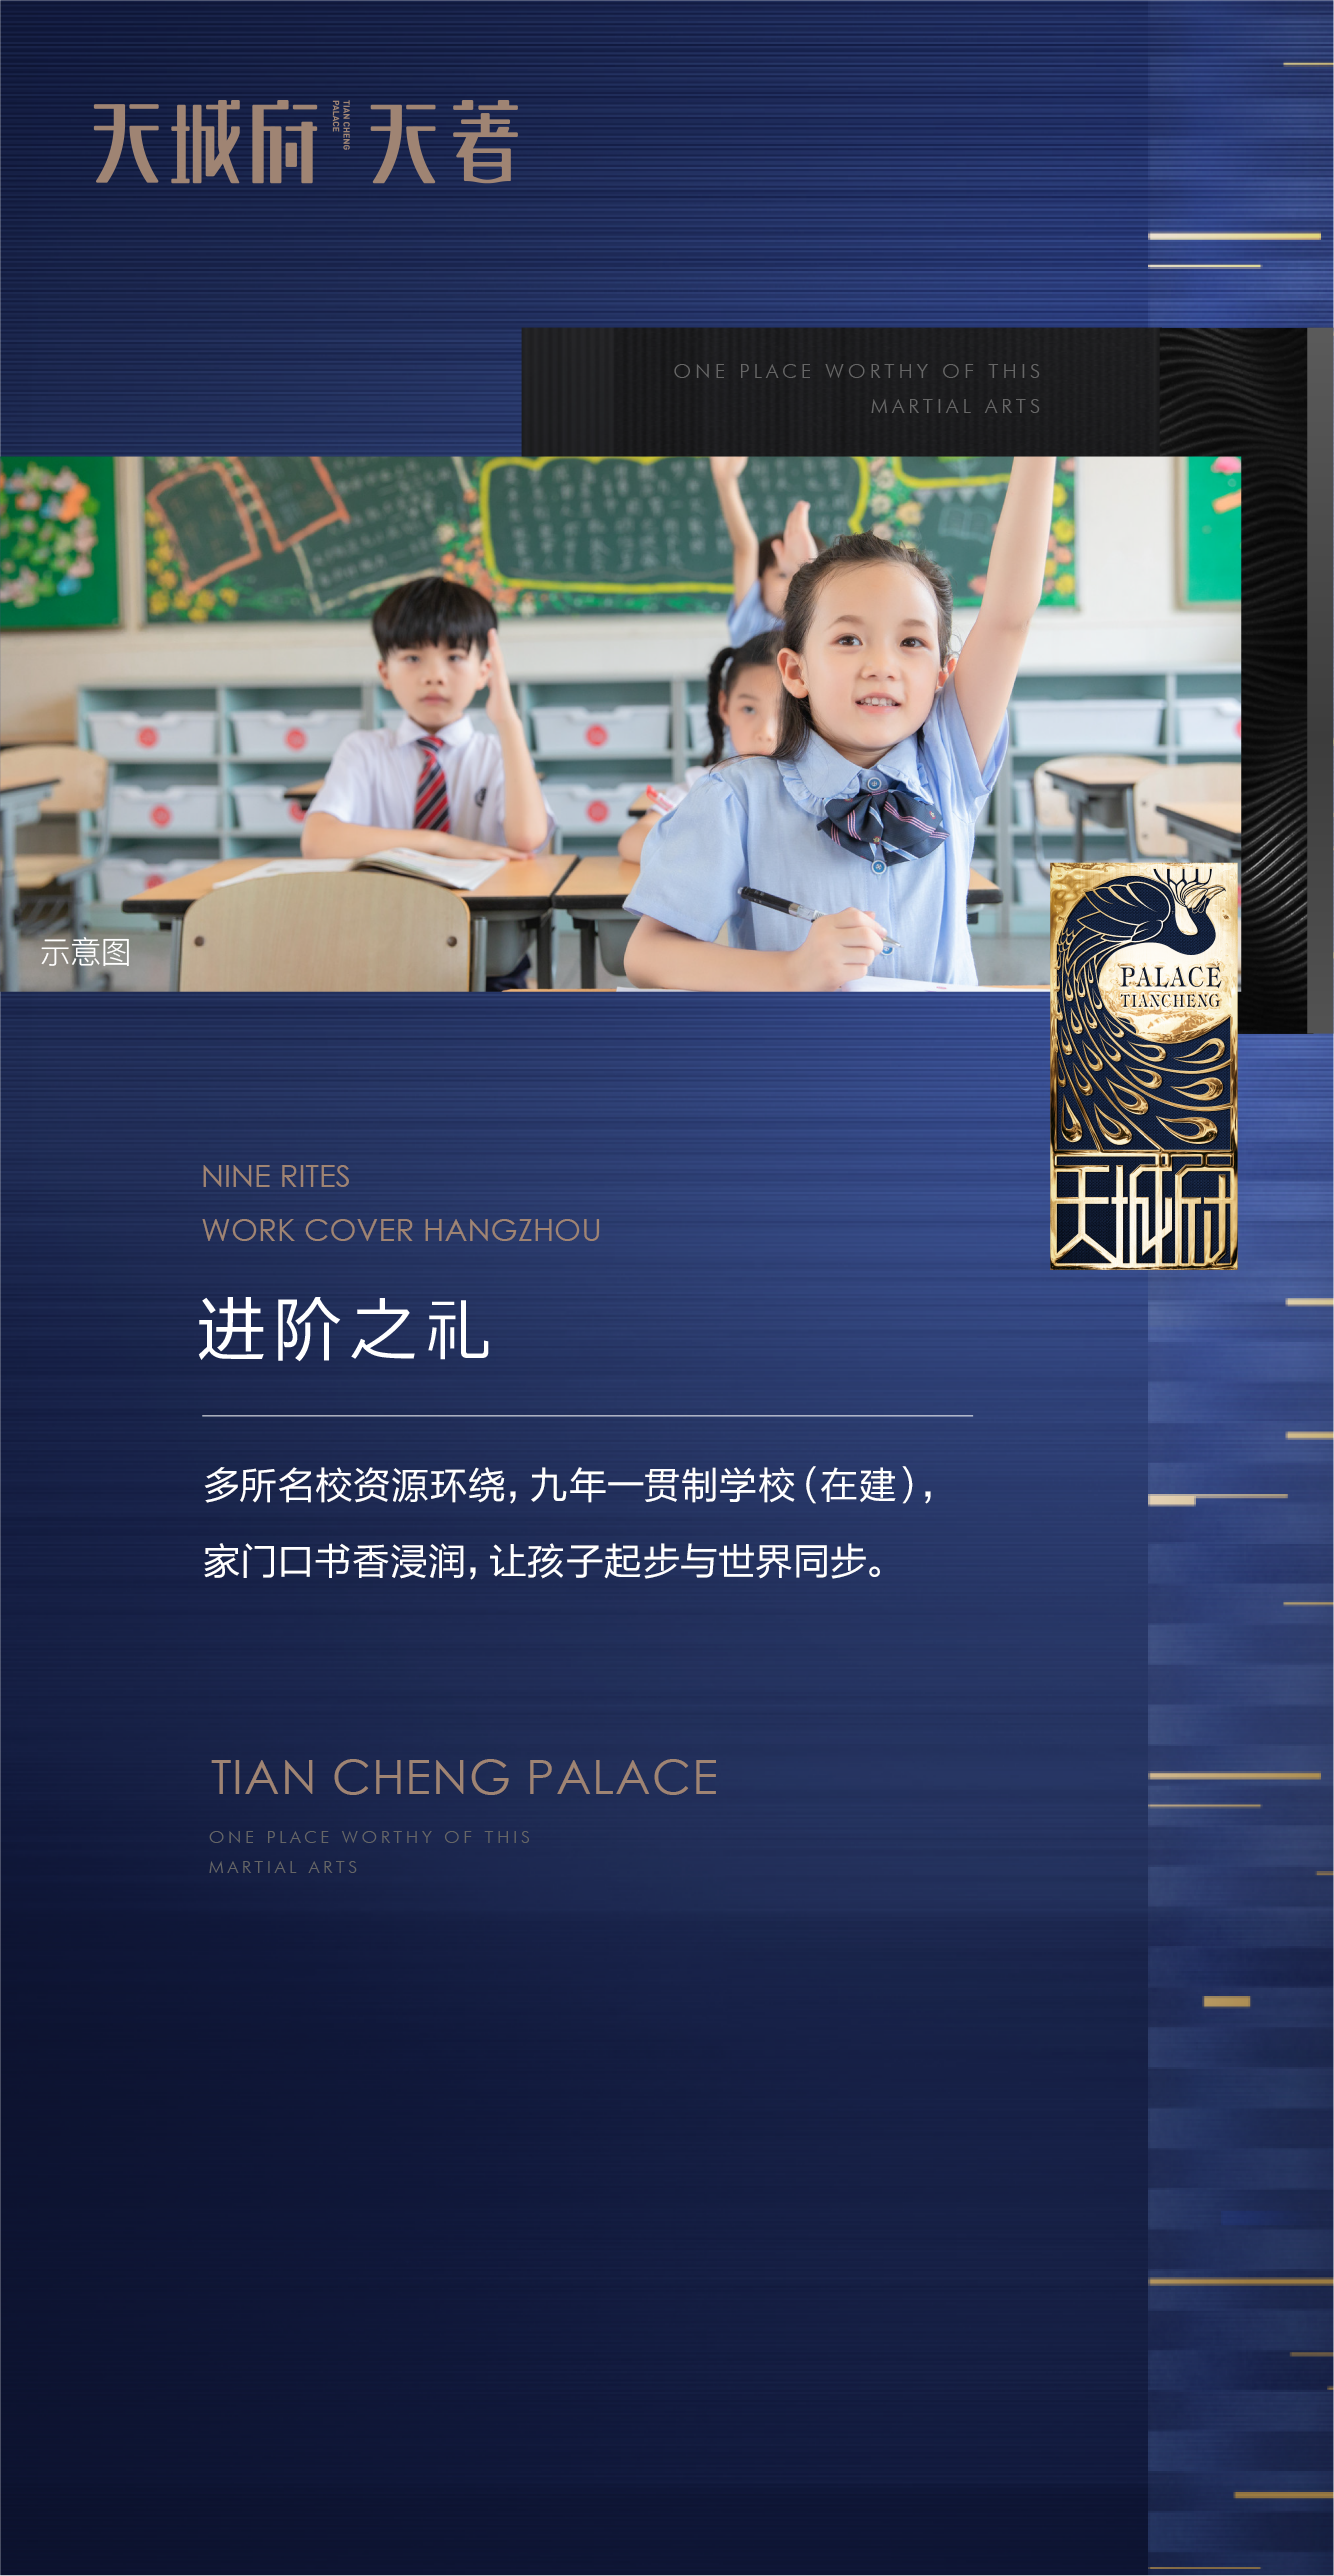 天城府
TIAN CHENG
PALACE
天著
ONE PLACE WORTHY OF THIS
MARTIAL ARTS
示意图
PALACE
TIANCHENG
天城府
NINE RITES
WORK COVER HANGZHOU
进阶之礼
多所名校资源环绕，九年一贯制学校（在建），
家门口书香浸润，让孩子起步与世界同步。
TIAN CHENG PALACE
ONE PLACE WORTHY OF THIS
MARTIAL ARTS